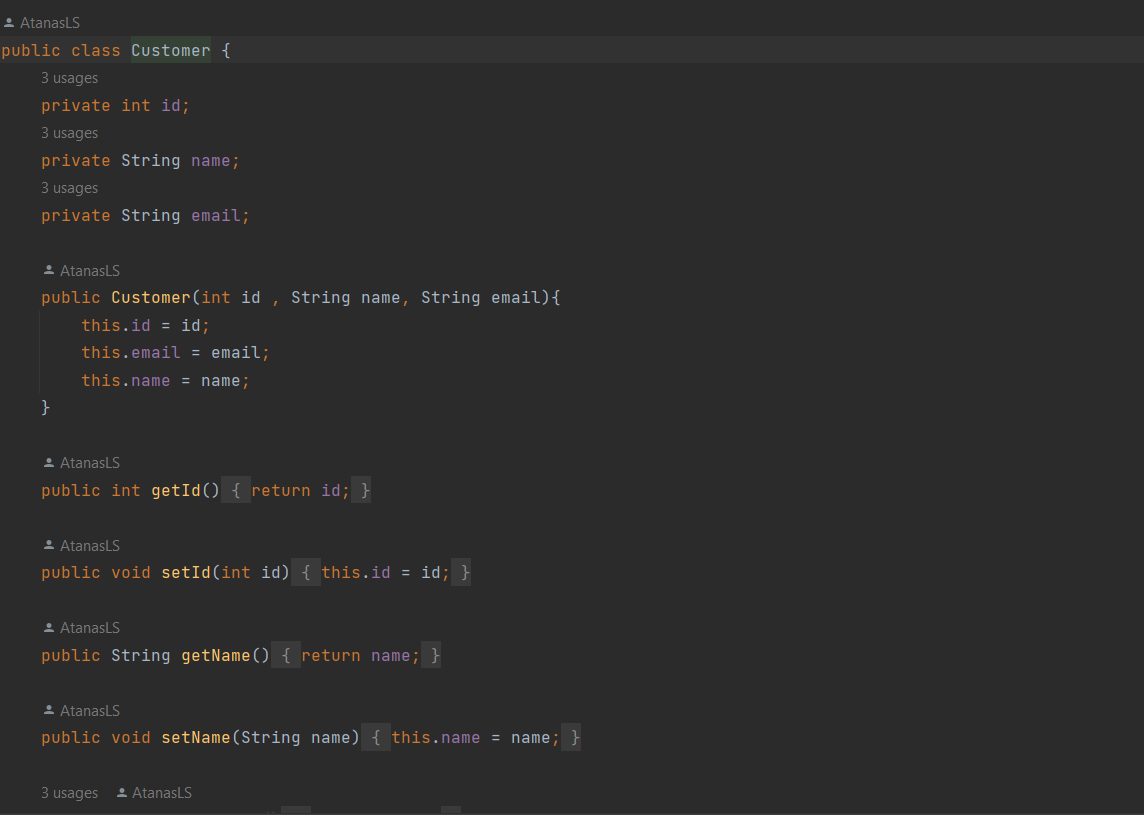 AtanasLS
public class Customer {
3 usages
private int id;
3 usages
private String name;
3 usages
private String email;
AtanasLS
public Customer(int id , String name, String email){
this.id = id;
this.email = email;
this.name = name;
}
AtanasLS
public int getId() { return id; }
AtanasLS
public void setId(int id) { this.id = id; }
AtanasLS
public String getName() { return name; }
AtanasLS
public void setName(String name) { this.name = name; }
3 usages AtanasLS